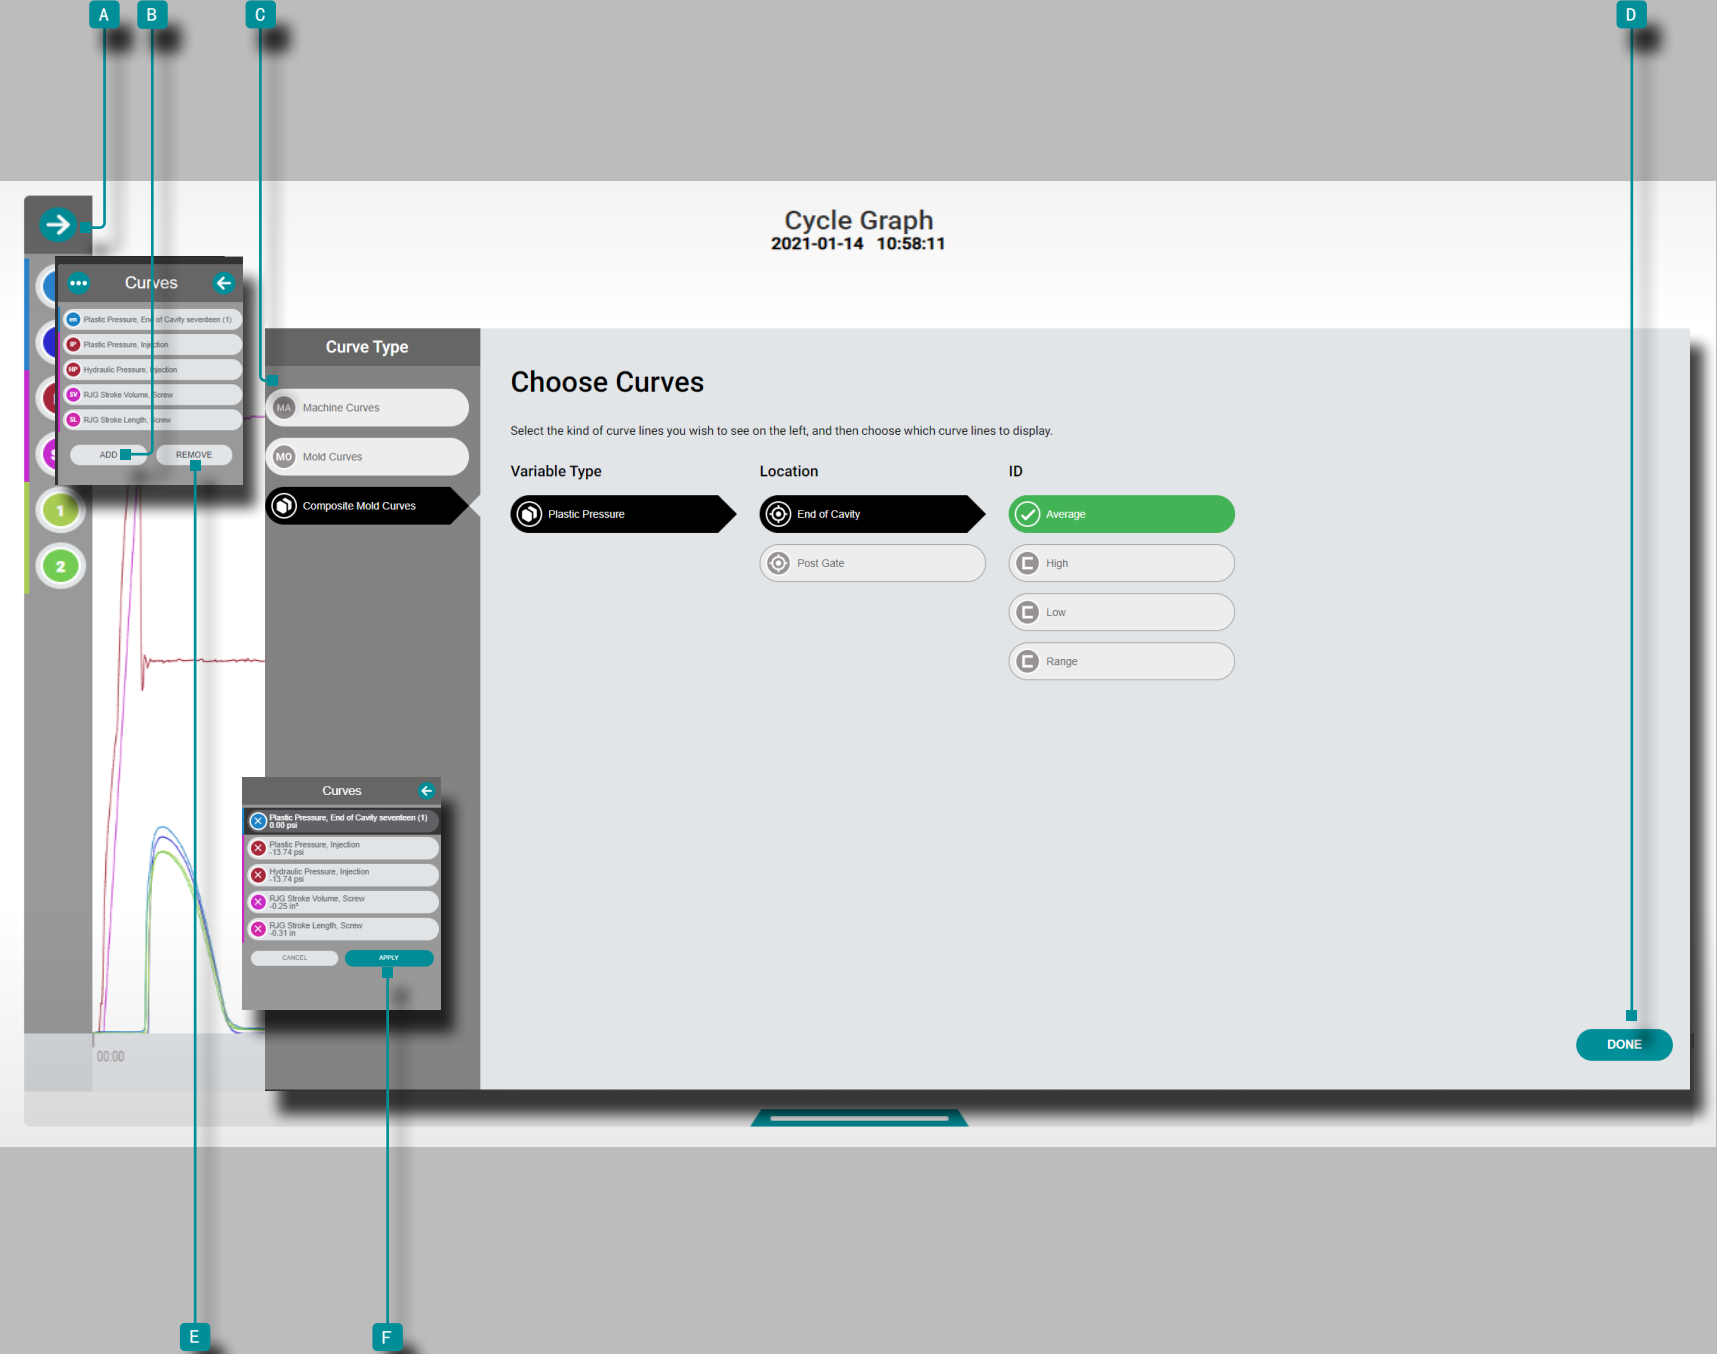 A
B
C
D
Cycle Graph
2021-01-14 10:58:11
Curves
en Plastic Pressure, End of Cavity seventeen (1)
IP Plastic Pressure, Injection
HP Hydraulic Pressure, Injection
SV RJG Stroke Volume, Screw
SL RJG Stroke Length, Screw
ADD
REMOVE
1
2
Curve Type
MA Machine Curves
MO Mold Curves
Composite Mold Curves
Choose Curves
Select the kind of curve lines you wish to see on the left, and then choose which curve lines to display.
Variable Type
Location
ID
Plastic Pressure
End of Cavity
Average
Post Gate
High
Low
Range
Curves
Plastic Pressure, End of Cavity seventeen (1)
0.00 psi
Plastic Pressure, Injection
-13.74 psi
Hydraulic Pressure, Injection
-13.74 psi
RJG Stroke Volume, Screw
-0.25 in³
RJG Stroke Length, Screw
-0.31 in
CANCEL
APPLY
DONE
00:00
E
F